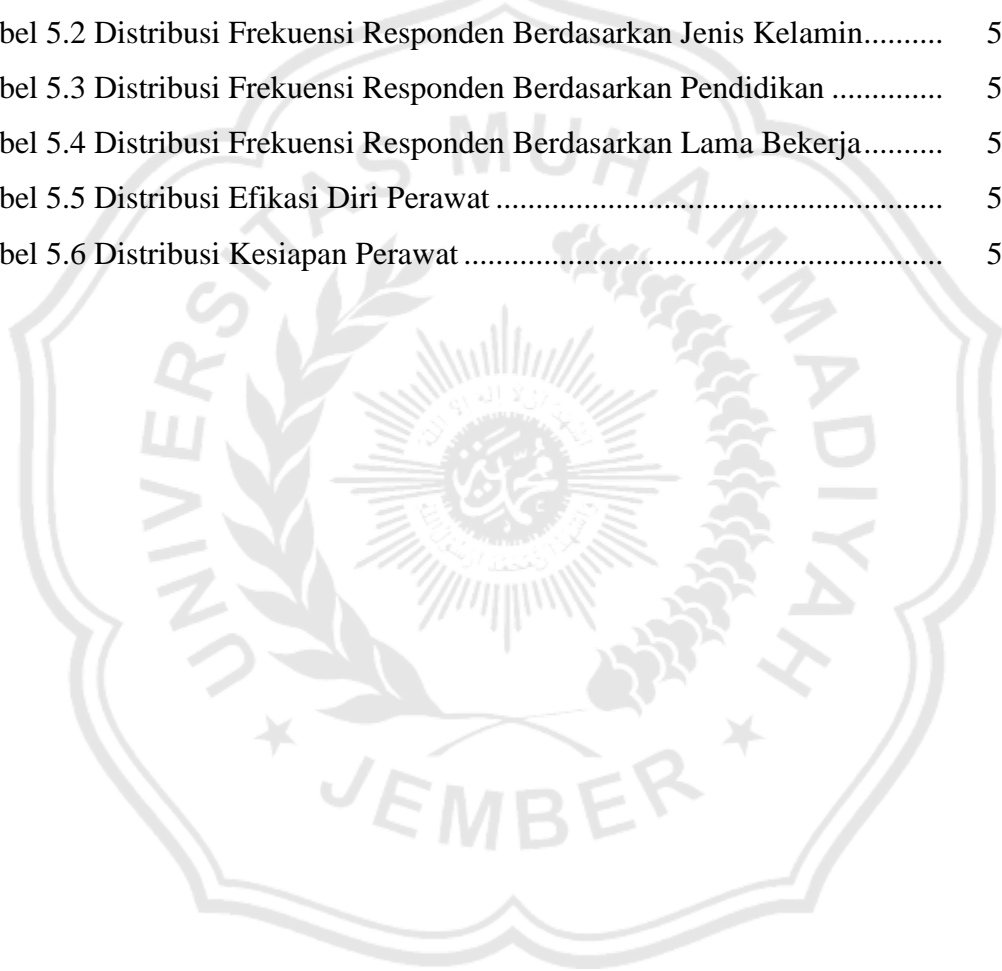 bel 5.2 Distribusi Frekuensi Responden Berdasarkan Jenis Kelamin.......... 5
bel 5.3 Distribusi Frekuensi Responden Berdasarkan Pendidikan .............. 5
bel 5.4 Distribusi Frekuensi Responden Berdasarkan Lama Bekerja.......... 5
bel 5.5 Distribusi Efikasi Diri Perawat ........................................................ 5
bel 5.6 Distribusi Kesiapan Perawat ............................................................ 5
UNIVERSITAS MUHAMMADIYAH
JEMBER